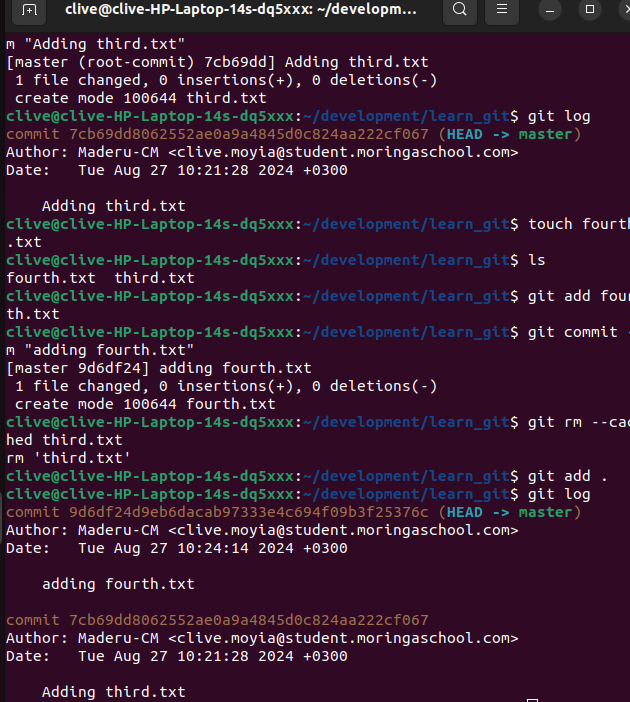 clive@clive-HP-Laptop-14s-dq5xxx: ~/developm...
m "Adding third.txt"
[master (root-commit) 7cb69dd] Adding third.txt
 1 file changed, 0 insertions(+), 0 deletions(-)
 create mode 100644 third.txt
clive@clive-HP-Laptop-14s-dq5xxx:~/development/learn_git$ git log
commit 7cb69dd8062552ae0a9a4845d0c824aa222cf067 (HEAD -> master)
Author: Maderu-CM <clive.moyia@student.moringaschool.com>
Date:   Tue Aug 27 10:21:28 2024 +0300

    Adding third.txt
clive@clive-HP-Laptop-14s-dq5xxx:~/development/learn_git$ touch fourth
.txt
clive@clive-HP-Laptop-14s-dq5xxx:~/development/learn_git$ ls
fourth.txt  third.txt
clive@clive-HP-Laptop-14s-dq5xxx:~/development/learn_git$ git add four
th.txt
clive@clive-HP-Laptop-14s-dq5xxx:~/development/learn_git$ git commit -
m "adding fourth.txt"
[master 9d6df24] adding fourth.txt
 1 file changed, 0 insertions(+), 0 deletions(-)
 create mode 100644 fourth.txt
clive@clive-HP-Laptop-14s-dq5xxx:~/development/learn_git$ git rm --cac
hed third.txt
rm 'third.txt'
clive@clive-HP-Laptop-14s-dq5xxx:~/development/learn_git$ git add .
clive@clive-HP-Laptop-14s-dq5xxx:~/development/learn_git$ git log
commit 9d6df24d9eb6dacab97333e4c694f09b3f25376c (HEAD -> master)
Author: Maderu-CM <clive.moyia@student.moringaschool.com>
Date:   Tue Aug 27 10:24:14 2024 +0300

    adding fourth.txt

commit 7cb69dd8062552ae0a9a4845d0c824aa222cf067
Author: Maderu-CM <clive.moyia@student.moringaschool.com>
Date:   Tue Aug 27 10:21:28 2024 +0300

    Adding third.txt